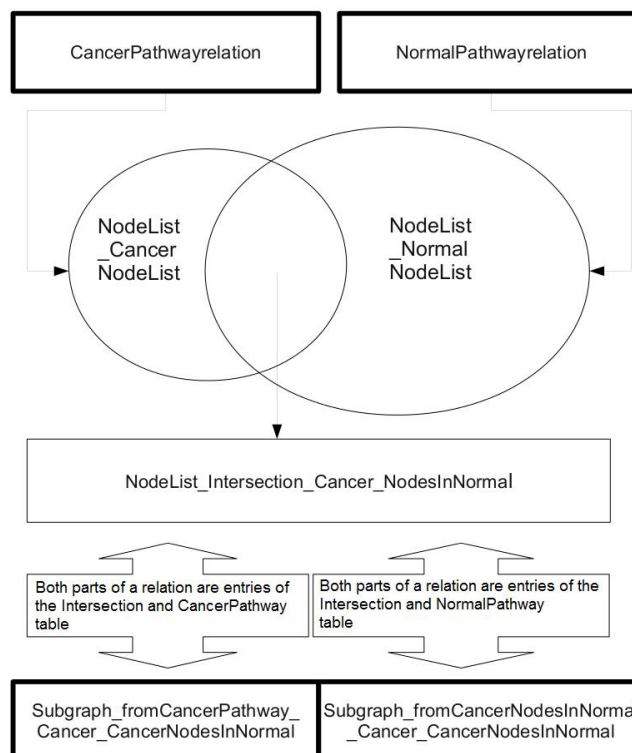 CancerPathwayrelation
NormalPathwayrelation
NodeList
_Cancer
NodeList
NodeList
_Normal
NodeList
NodeList_Intersection_Cancer_NodesInNormal
Both parts of a relation are entries of
the Intersection and CancerPathway
table
Both parts of a relation are entries of the
Intersection and NormalPathway
table
Subgraph_fromCancerPathway_
Cancer_CancerNodesInNormal
Subgraph_fromCancerNodesInNormal
_Cancer_CancerNodesInNormal